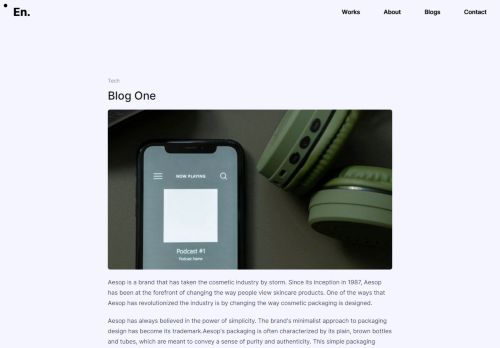 En.
Works
About
Blogs
Contact
Tech
Blog One
NOW PLAYING
Podcast #1
Podcast Name
Aesop is a brand that has taken the cosmetic industry by storm. Since its inception in 1987, Aesop
has been at the forefront of changing the way people view skincare products. One of the ways that
Aesop has revolutionized the industry is by changing the way cosmetic packaging is designed.
Aesop has always believed in the power of simplicity. The brand's minimalist approach to packaging
design has become its trademark.Aesop's packaging is often characterized by its plain, brown bottles
and tubes, which are meant to convey a sense of purity and authenticity. This simple packaging